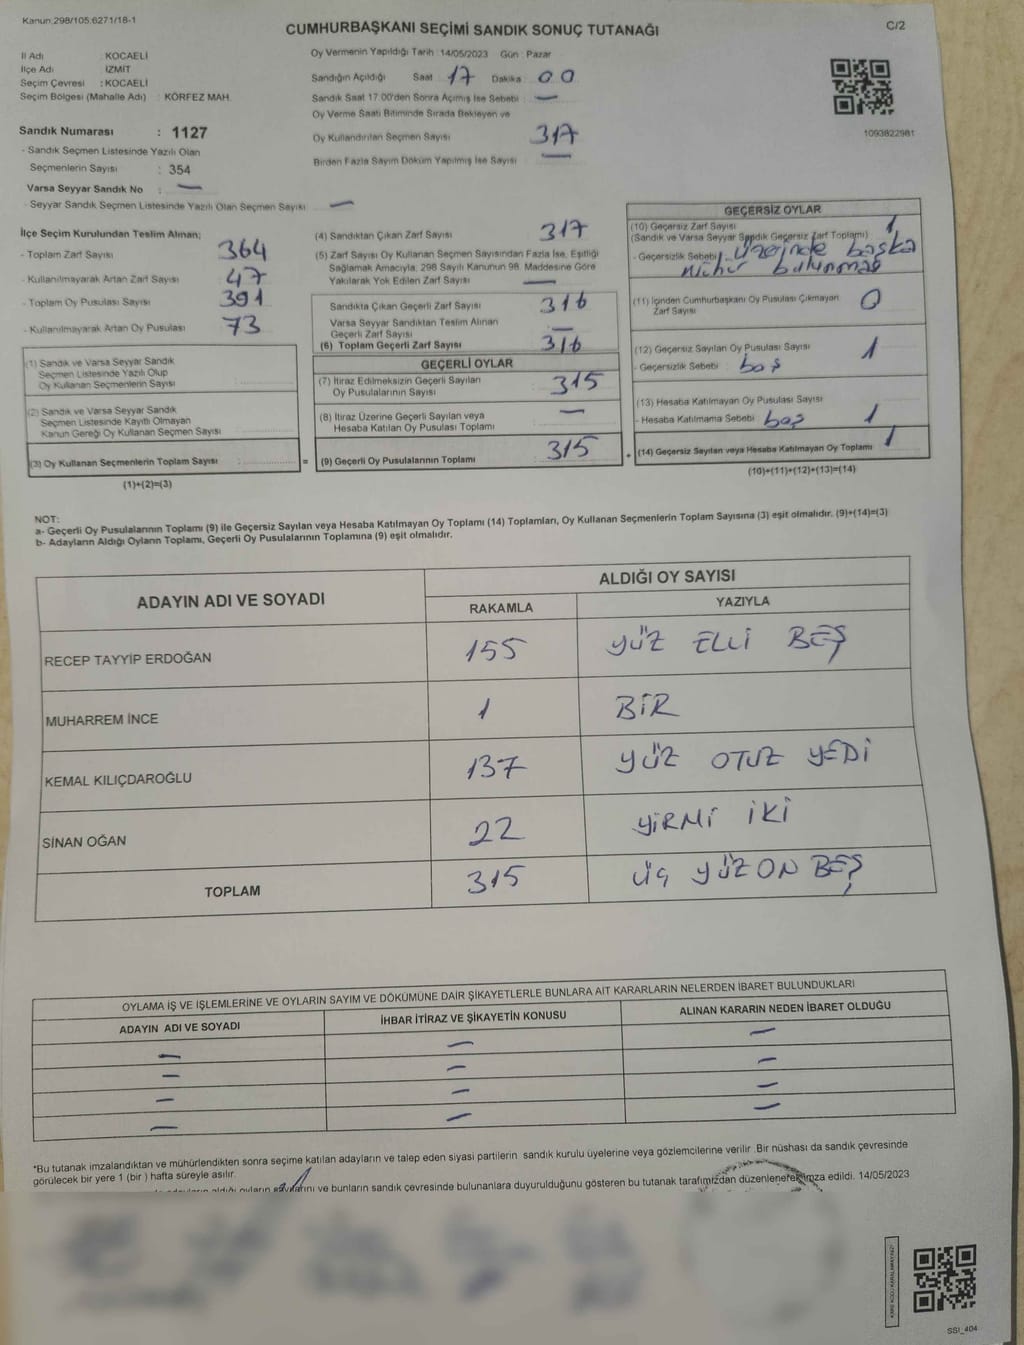 Kanun.298/105.6271/18-1
CUMHURBAŞKANI SEÇİMİ SANDIK SONUÇ TUTANAĞI
C/2
İl Adı : KOCAELİ
İlçe Adı : İZMİT
Seçim Çevresi : KOCAELİ
Seçim Bölgesi (Mahalle Adı) : KÖRFEZ MAH.
Oy Vermenin Yapıldığı Tarih : 14/05/2023 Gün : Pazar
Sandığın Açıldığı Saat 17 Dakika : 00
Sandık Saat 17.00'den Sonra Açılmış İse Sebebi : —
Oy Verme Saati Bitiminde Sırada Bekleyen ve
Oy Kullandırılan Seçmen Sayısı 317
Birden Fazla Sayım Döküm Yapılmış İse Sayısı —
1093822981
Sandık Numarası : 1127
- Sandık Seçmen Listesinde Yazılı Olan
Seçmenlerin Sayısı : 354
Varsa Seyyar Sandık No : —
- Seyyar Sandık Seçmen Listesinde Yazılı Olan Seçmen Sayısı —
İlçe Seçim Kurulundan Teslim Alınan;
- Toplam Zarf Sayısı 364
- Kullanılmayarak Artan Zarf Sayısı 47
- Toplam Oy Pusulası Sayısı 391
- Kullanılmayarak Artan Oy Pusulası 73
(1) Sandık ve Varsa Seyyar Sandık
Seçmen Listesinde Yazılı Olup
Oy Kullanan Seçmenlerin Sayısı :
(2) Sandık ve Varsa Seyyar Sandık
Seçmen Listesinde Kayıtlı Olmayan
Kanun Gereği Oy Kullanan Seçmen Sayısı :
(3) Oy Kullanan Seçmenlerin Toplam Sayısı : =
(1)+(2)=(3)
(4) Sandıktan Çıkan Zarf Sayısı 317
(5) Zarf Sayısı Oy Kullanan Seçmen Sayısından Fazla İse, Eşitliği
Sağlamak Amacıyla; 298 Sayılı Kanunun 98. Maddesine Göre
Yakılarak Yok Edilen Zarf Sayısı —
Sandıkta Çıkan Geçerli Zarf Sayısı 316
Varsa Seyyar Sandıktan Teslim Alınan
Geçerli Zarf Sayısı —
(6) Toplam Geçerli Zarf Sayısı 316
GEÇERLİ OYLAR
(7) İtiraz Edilmeksizin Geçerli Sayılan
Oy Pusulalarının Sayısı 315
(8) İtiraz Üzerine Geçerli Sayılan veya
Hesaba Katılan Oy Pusulası Toplamı —
(9) Geçerli Oy Pusulalarının Toplamı 315 +
GEÇERSİZ OYLAR
(10) Geçersiz Zarf Sayısı 1
(Sandık ve Varsa Seyyar Sandık Geçersiz Zarf Toplamı)
- Geçersizlik Sebebi üzerinde başka
mühür bulunması
(11) İçinden Cumhurbaşkanı Oy Pusulası Çıkmayan
Zarf Sayısı 0
(12) Geçersiz Sayılan Oy Pusulası Sayısı 1
- Geçersizlik Sebebi : boş
(13) Hesaba Katılmayan Oy Pusulası Sayısı
- Hesaba Katılmama Sebebi boş 1
(14) Geçersiz Sayılan veya Hesaba Katılmayan Oy Toplamı 1
(10)+(11)+(12)+(13)=(14)
NOT:
a- Geçerli Oy Pusulalarının Toplamı (9) ile Geçersiz Sayılan veya Hesaba Katılmayan Oy Toplamı (14) Toplamları, Oy Kullanan Seçmenlerin Toplam Sayısına (3) eşit olmalıdır. (9)+(14)=(3)
b- Adayların Aldığı Oyların Toplamı, Geçerli Oy Pusulalarının Toplamına (9) eşit olmalıdır.
ADAYIN ADI VE SOYADI
ALDIĞI OY SAYISI
RAKAMLA YAZIYLA
RECEP TAYYİP ERDOĞAN 155 YÜZ ELLİ BEŞ
MUHARREM İNCE 1 BİR
KEMAL KILIÇDAROĞLU 137 YÜZ OTUZ YEDİ
SİNAN OĞAN 22 YİRMİ İKİ
TOPLAM 315 ÜÇ YÜZ ON BEŞ
OYLAMA İŞ VE İŞLEMLERİNE VE OYLARIN SAYIM VE DÖKÜMÜNE DAİR ŞİKAYETLERLE BUNLARA AİT KARARLARIN NELERDEN İBARET BULUNDUKLARI
ADAYIN ADI VE SOYADI İHBAR İTİRAZ VE ŞİKAYETİN KONUSU ALINAN KARARIN NEDEN İBARET OLDUĞU
— — —
— — —
— — —
— — —
*Bu tutanak imzalandıktan ve mühürlendikten sonra seçime katılan adayların ve talep eden siyasi partilerin sandık kurulu üyelerine veya gözlemcilerine verilir. Bir nüshası da sandık çevresinde
görülecek bir yere 1 (bir ) hafta süreyle asılır.
aldığı oyların sayılarını ve bunların sandık çevresinde bulunanlara duyurulduğunu gösteren bu tutanak tarafımızdan düzenlenerek imza edildi. 14/05/2023
SSI_404